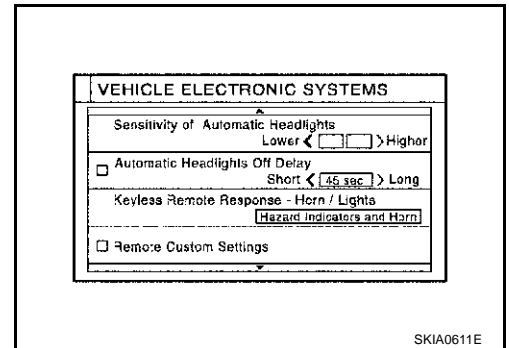 VEHICLE ELECTRONIC SYSTEMS
Sensitivity of Automatic Headlights
Lower < > Higher
Automatic Headlights Off Delay
Short < 45 sec > Long
Keyless Remote Response - Horn / Lights
Hazard Indicators and Horn
Remote Custom Settings
SKIA0611E